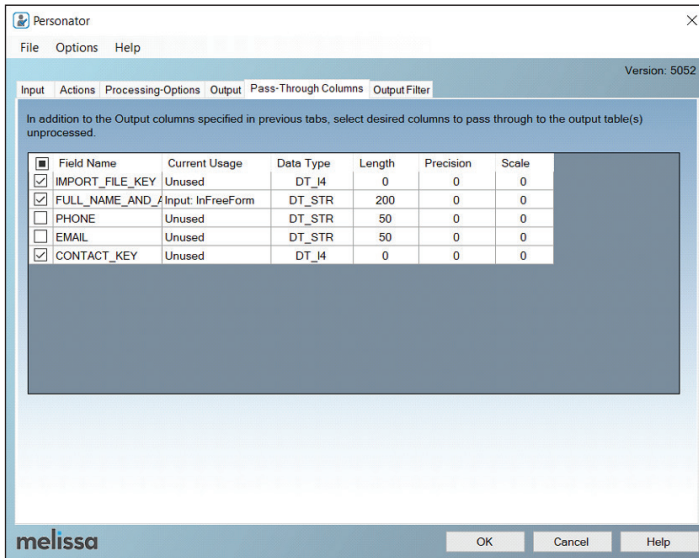 Personator
File Options Help
Version: 5052
Input Actions Processing-Options Output Pass-Through Columns Output Filter
In addition to the Output columns specified in previous tabs, select desired columns to pass through to the output table(s)
unprocessed.
Field Name Current Usage Data Type Length Precision Scale
IMPORT_FILE_KEY Unused DT_I4 0 0 0
FULL_NAME_AND_A Input: InFreeForm DT_STR 200 0 0
PHONE Unused DT_STR 50 0 0
EMAIL Unused DT_STR 50 0 0
CONTACT_KEY Unused DT_I4 0 0 0
melissa
OK Cancel Help